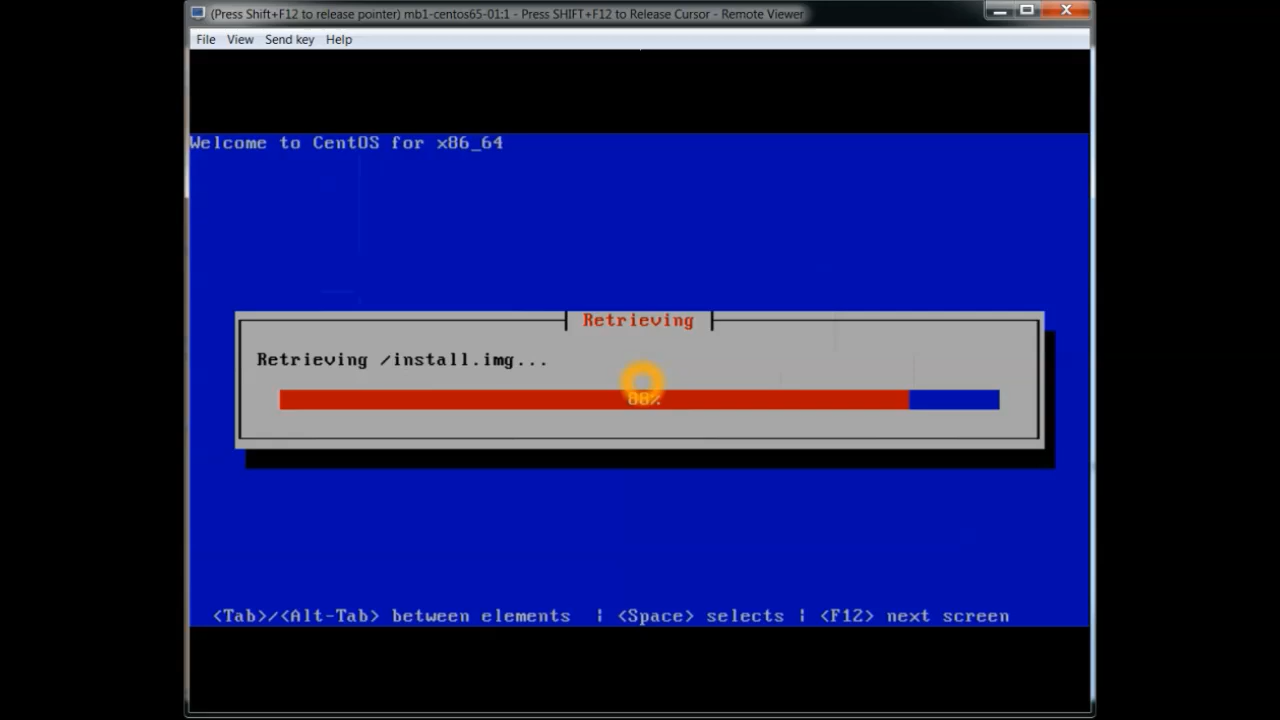 (Press Shift+F12 to release pointer) mb1-centos65-01:1 - Press SHIFT+F12 to Release Cursor - Remote Viewer
File View Send key Help
Welcome to CentOS for x86_64
Retrieving
Retrieving /install.img...
88%
<Tab>/<Alt-Tab> between elements | <Space> selects | <F12> next screen